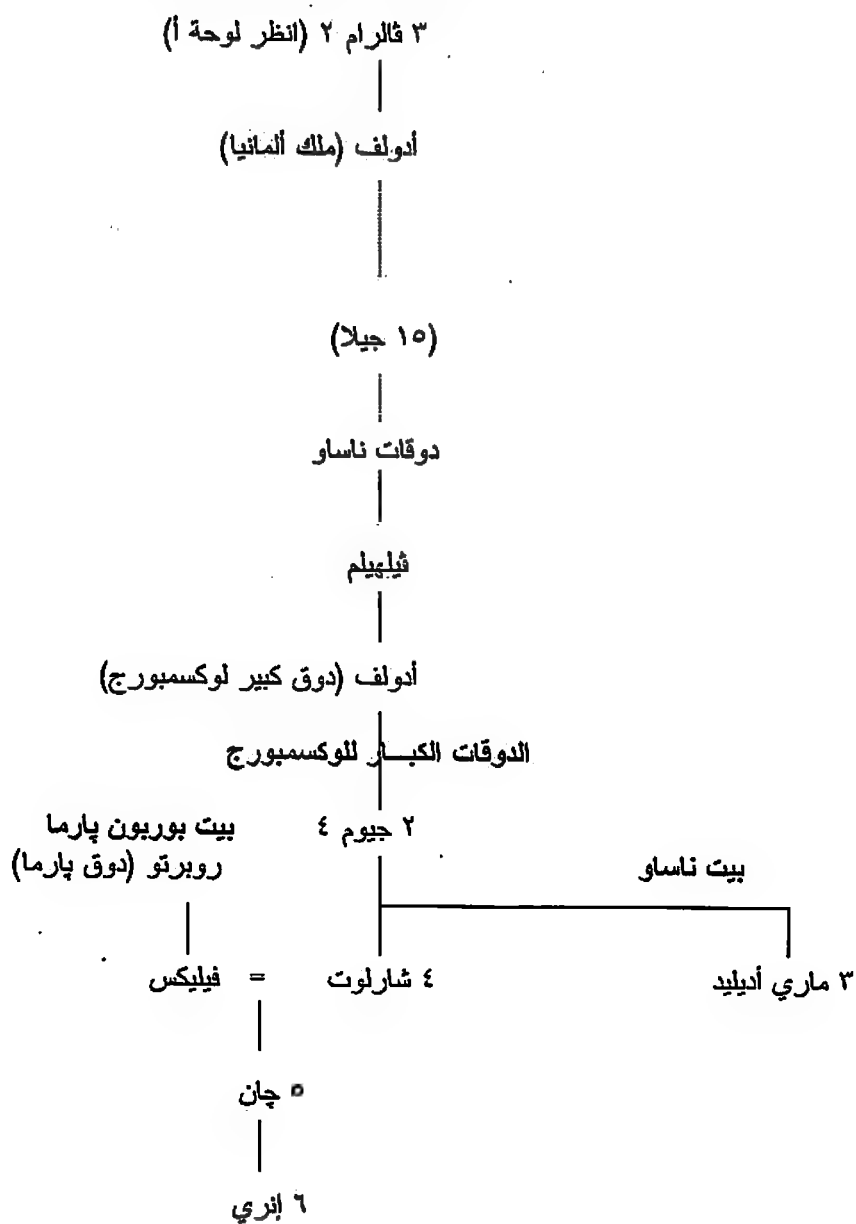 ٣ ڤالرام ٢ (انظر لوحة أ)
أدولف (ملك ألمانيا)
(١٥ جيلا)
دوقات ناساو
ڤيلهيلم
أدولف (دوق كبير لوكسمبورج)
الدوقات الكبــار للوكسمبورج
٢ جيوم ٤
بيت بوربون پارما
روبرتو (دوق پارما)
بيت ناساو
٣ ماري أديليد
٤ شارلوت = فيليكس
٥ چان
٦ إنري